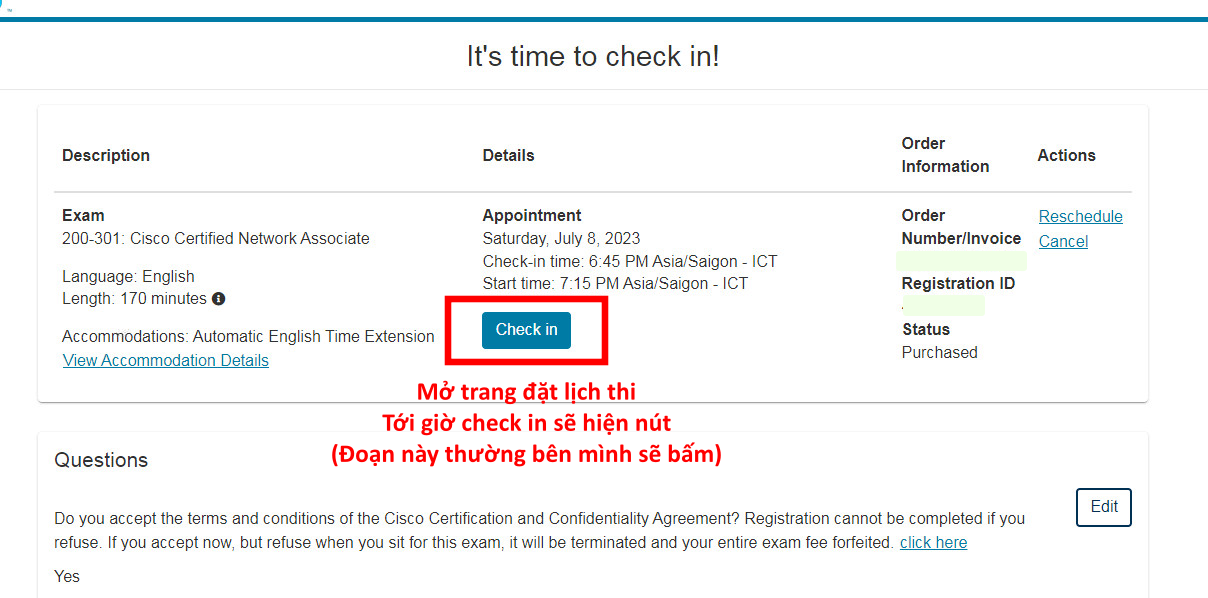 It's time to check in!
Description
Details
Order
Information
Actions
Exam
200-301: Cisco Certified Network Associate
Language: English
Length: 170 minutes
Accommodations: Automatic English Time Extension
View Accommodation Details
Appointment
Saturday, July 8, 2023
Check-in time: 6:45 PM Asia/Saigon - ICT
Start time: 7:15 PM Asia/Saigon - ICT
Check in
Order
Number/Invoice
Registration ID
Status
Purchased
Reschedule
Cancel
Mở trang đặt lịch thi
Tới giờ check in sẽ hiện nút
(Đoạn này thường bên mình sẽ bấm)
Questions
Do you accept the terms and conditions of the Cisco Certification and Confidentiality Agreement? Registration cannot be completed if you
refuse. If you accept now, but refuse when you sit for this exam, it will be terminated and your entire exam fee forfeited. click here
Edit
Yes